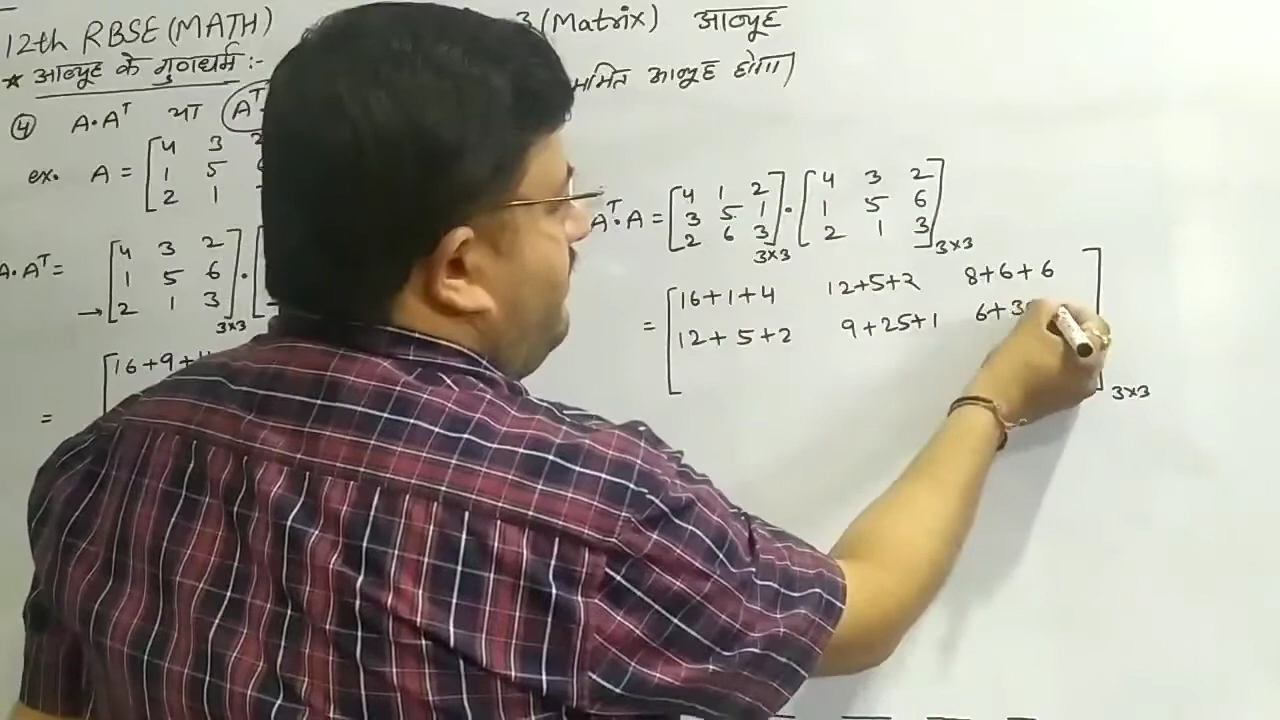 12th RBSE (MATH) 3 (Matrix) आव्यूह
* आव्यूह के गुणधर्म :-
④ A·Aᵀ या Aᵀ आव्यूह होगा
ex. A = [4 3 2
1 5
2 1
Aᵀ·A = [4 1 2] · [4 3 2]
3 5 1 1 5 6
2 6 3 3×3 2 1 3 3×3
A·Aᵀ = [4 3 2] ·
1 5 6
→ 2 1 3 3×3
= [16+1+4 12+5+2 8+6+6]
12+5+2 9+25+1 6+3
3×3
= [16+9+4